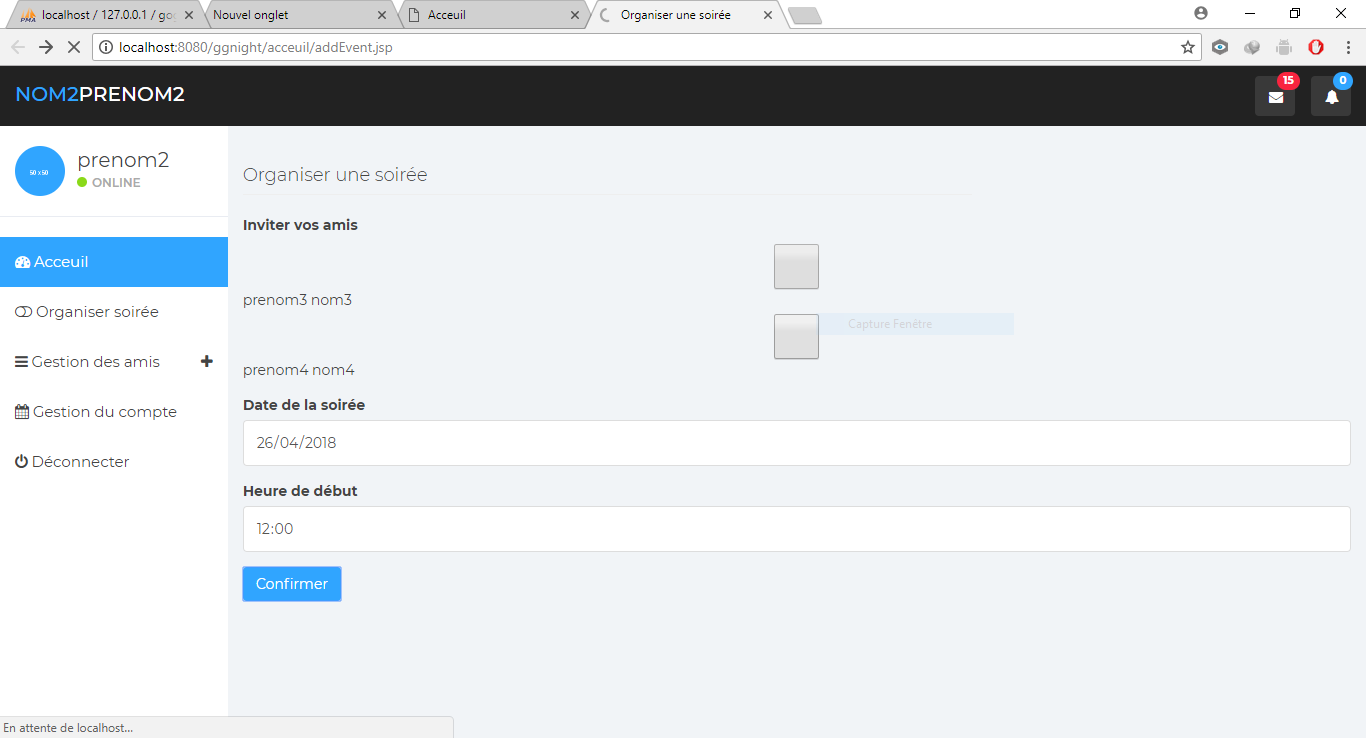 localhost / 127.0.0.1 / goo
Nouvel onglet
Acceuil
Organiser une soirée
localhost:8080/ggnight/acceuil/addEvent.jsp
NOM2PRENOM2
15
0
50 x 50
prenom2
ONLINE
Acceuil
Organiser soirée
Gestion des amis
Gestion du compte
Déconnecter
Organiser une soirée
Inviter vos amis
prenom3 nom3
Capture Fenêtre
prenom4 nom4
Date de la soirée
26/04/2018
Heure de début
12:00
Confirmer
En attente de localhost...